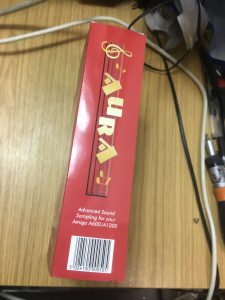 AURA
Advanced Sound
Sampling for your
Amiga A600/A1200